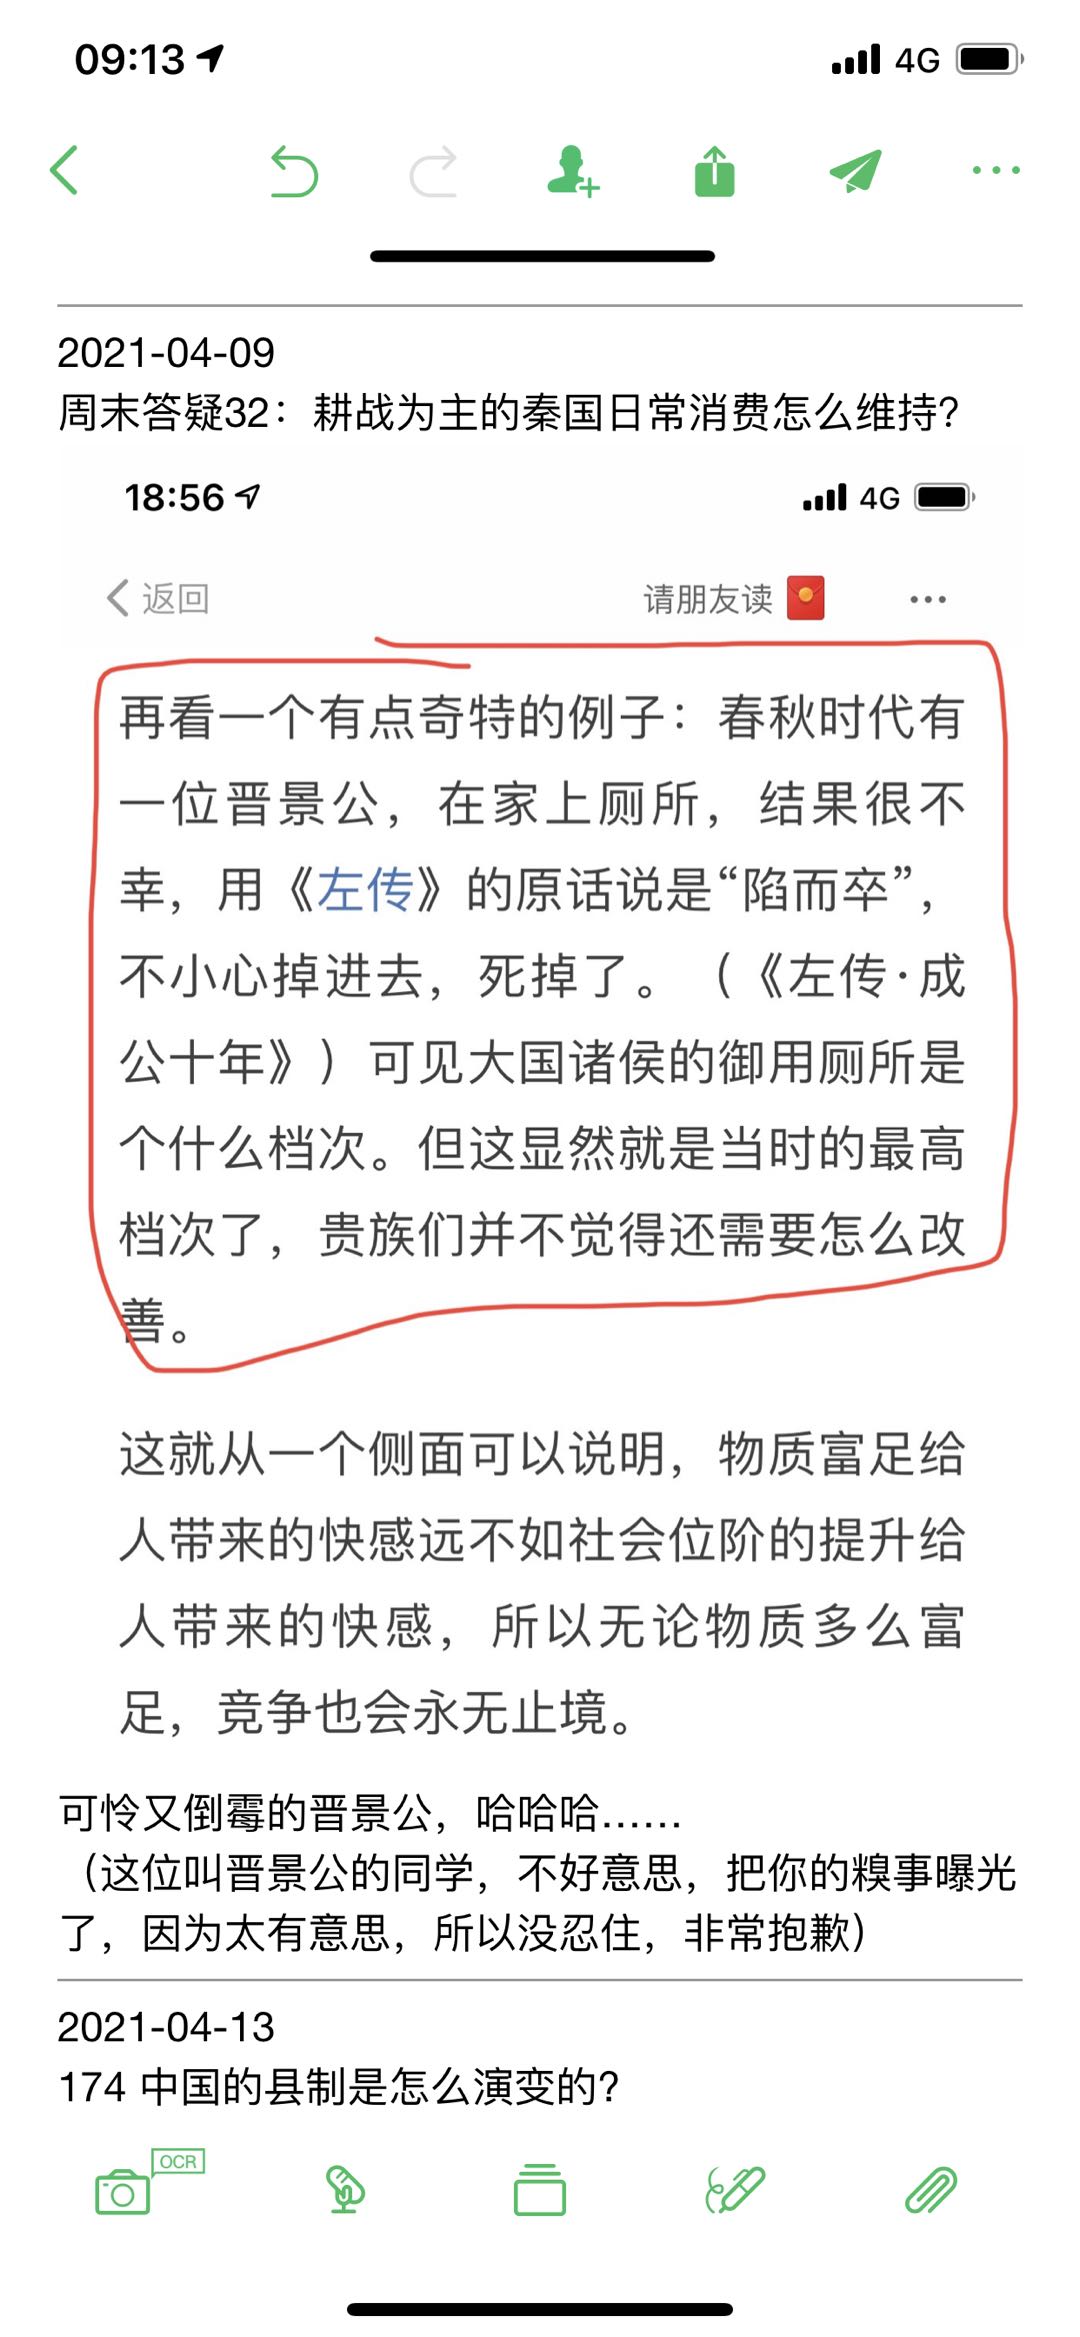 09:13
4G
2021-04-09
周末答疑32：耕战为主的秦国日常消费怎么维持？
18:56
4G
返回
请朋友读
再看一个有点奇特的例子：春秋时代有
一位晋景公，在家上厕所，结果很不
幸，用《左传》的原话说是“陷而卒”，
不小心掉进去，死掉了。（《左传·成
公十年》）可见大国诸侯的御用厕所是
个什么档次。但这显然就是当时的最高
档次了，贵族们并不觉得还需要怎么改
善。
这就从一个侧面可以说明，物质富足给
人带来的快感远不如社会位阶的提升给
人带来的快感，所以无论物质多么富
足，竞争也会永无止境。
可怜又倒霉的晋景公，哈哈哈……
（这位叫晋景公的同学，不好意思，把你的糗事曝光
了，因为太有意思，所以没忍住，非常抱歉）
2021-04-13
174 中国的县制是怎么演变的？
OCR